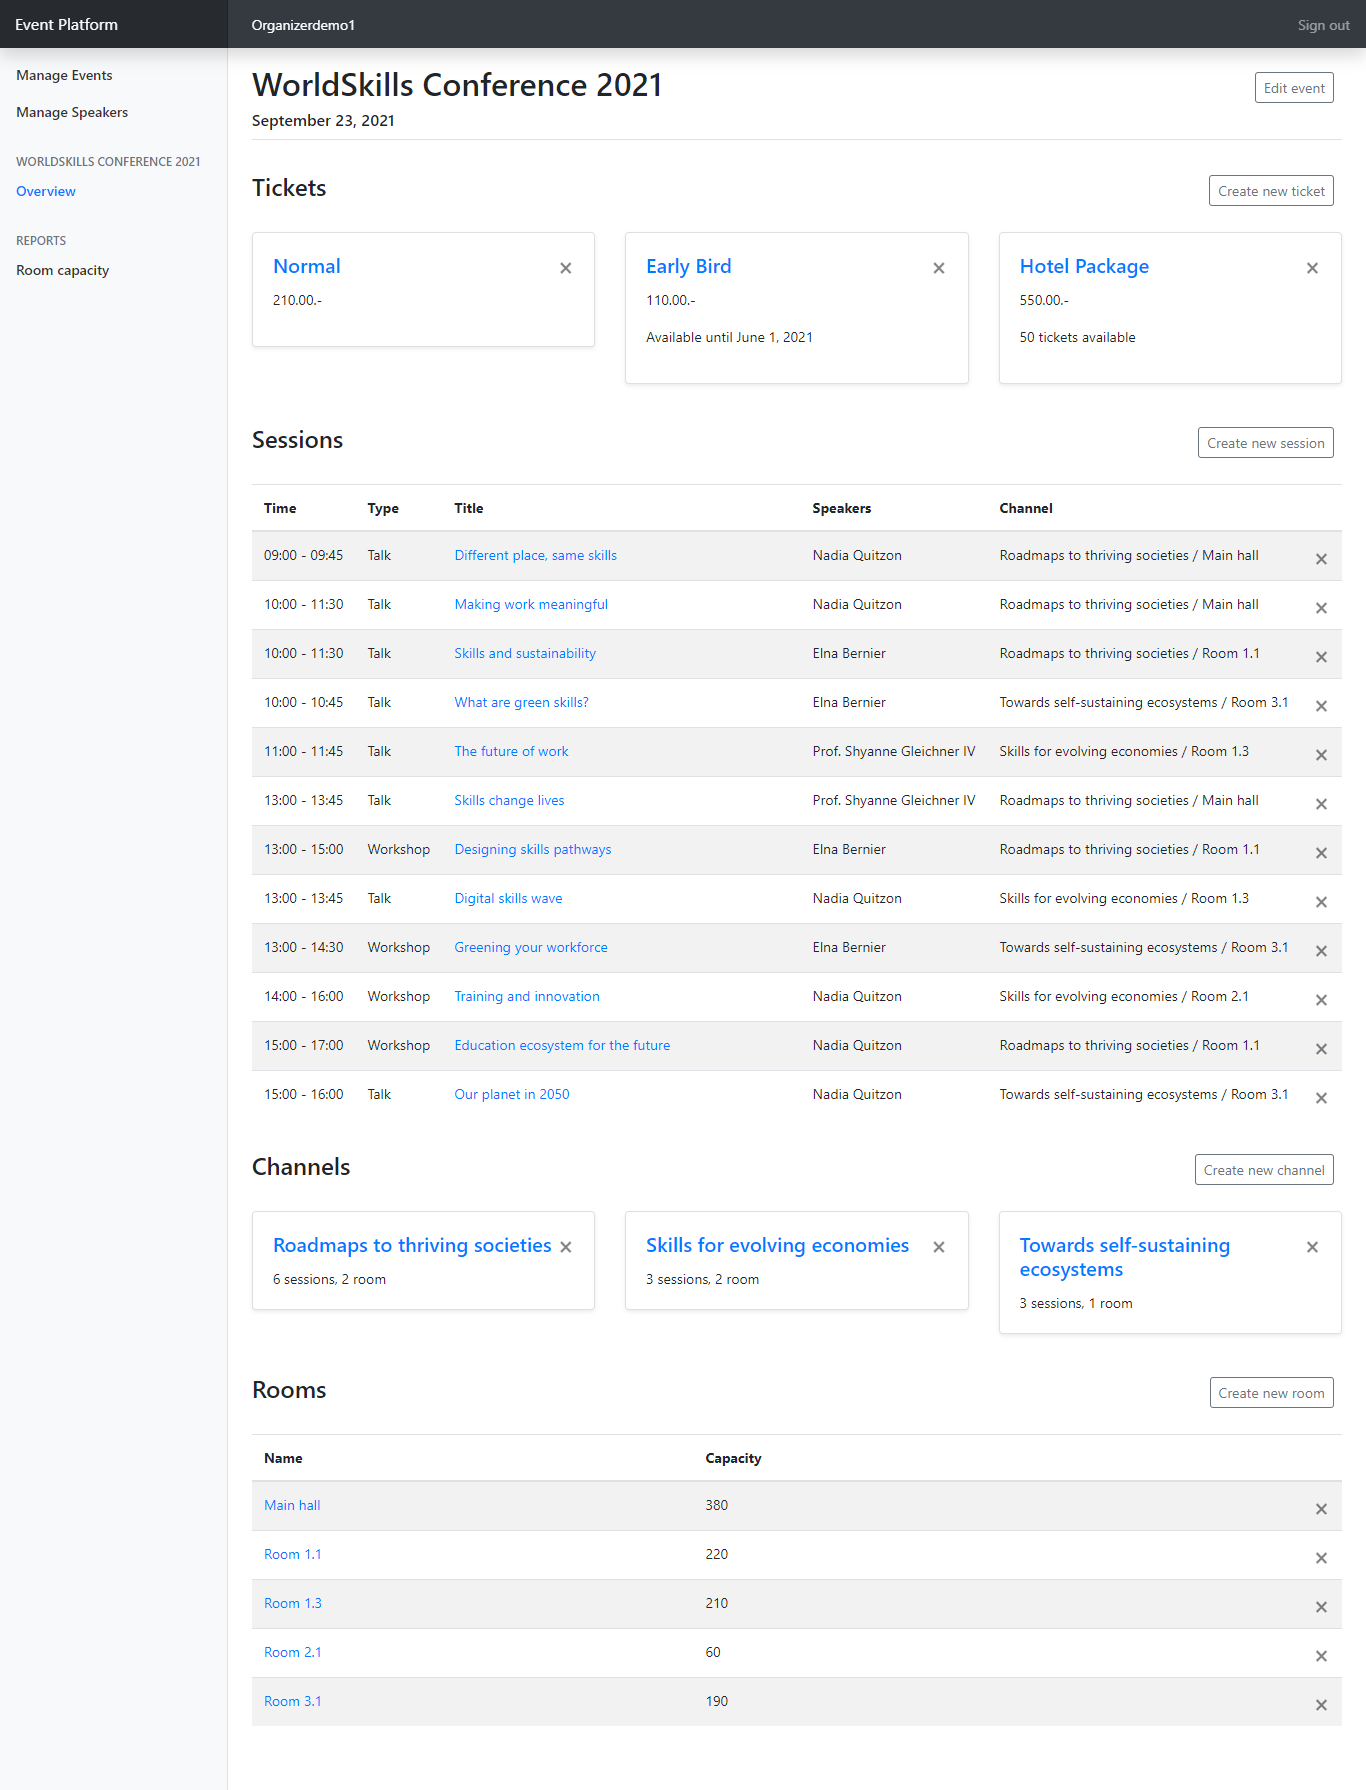 Event Platform
Organizerdemo1
Sign out
Manage Events
Manage Speakers
WORLDSKILLS CONFERENCE 2021
Overview
REPORTS
Room capacity
WorldSkills Conference 2021
Edit event
September 23, 2021
Tickets
Create new ticket
Normal ×
210.00.-
Early Bird ×
110.00.-
Available until June 1, 2021
Hotel Package ×
550.00.-
50 tickets available
Sessions
Create new session
Time Type Title Speakers Channel
09:00 - 09:45 Talk Different place, same skills Nadia Quitzon Roadmaps to thriving societies / Main hall ×
10:00 - 11:30 Talk Making work meaningful Nadia Quitzon Roadmaps to thriving societies / Main hall ×
10:00 - 11:30 Talk Skills and sustainability Elna Bernier Roadmaps to thriving societies / Room 1.1 ×
10:00 - 10:45 Talk What are green skills? Elna Bernier Towards self-sustaining ecosystems / Room 3.1 ×
11:00 - 11:45 Talk The future of work Prof. Shyanne Gleichner IV Skills for evolving economies / Room 1.3 ×
13:00 - 13:45 Talk Skills change lives Prof. Shyanne Gleichner IV Roadmaps to thriving societies / Main hall ×
13:00 - 15:00 Workshop Designing skills pathways Elna Bernier Roadmaps to thriving societies / Room 1.1 ×
13:00 - 13:45 Talk Digital skills wave Nadia Quitzon Skills for evolving economies / Room 1.3 ×
13:00 - 14:30 Workshop Greening your workforce Elna Bernier Towards self-sustaining ecosystems / Room 3.1 ×
14:00 - 16:00 Workshop Training and innovation Nadia Quitzon Skills for evolving economies / Room 2.1 ×
15:00 - 17:00 Workshop Education ecosystem for the future Nadia Quitzon Roadmaps to thriving societies / Room 1.1 ×
15:00 - 16:00 Talk Our planet in 2050 Nadia Quitzon Towards self-sustaining ecosystems / Room 3.1 ×
Channels
Create new channel
Roadmaps to thriving societies ×
6 sessions, 2 room
Skills for evolving economies ×
3 sessions, 2 room
Towards self-sustaining ×
ecosystems
3 sessions, 1 room
Rooms
Create new room
Name Capacity
Main hall 380 ×
Room 1.1 220 ×
Room 1.3 210 ×
Room 2.1 60 ×
Room 3.1 190 ×